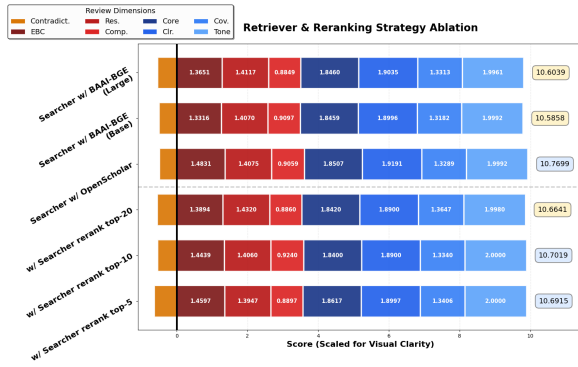 Review Dimensions
Contradict. Res. Core Cov.
EBC Comp. Clr. Tone
Retriever & Reranking Strategy Ablation
Searcher w/ BAAI-BGE
(Large)
1.3651 1.4117 0.8849 1.8460 1.9035 1.3313 1.9961 10.6039
Searcher w/ BAAI-BGE
(Base)
1.3316 1.4070 0.9097 1.8459 1.8996 1.3182 1.9992 10.5858
Searcher w/ OpenScholar
1.4831 1.4075 0.9059 1.8507 1.9191 1.3289 1.9992 10.7699
w/ Searcher rerank top-20
1.3894 1.4320 0.8860 1.8420 1.8900 1.3647 1.9980 10.6641
w/ Searcher rerank top-10
1.4439 1.4060 0.9240 1.8400 1.8900 1.3340 2.0000 10.7019
w/ Searcher rerank top-5
1.4597 1.3947 0.8897 1.8617 1.8997 1.3406 2.0000 10.6915
0 2 4 6 8 10
Score (Scaled for Visual Clarity)